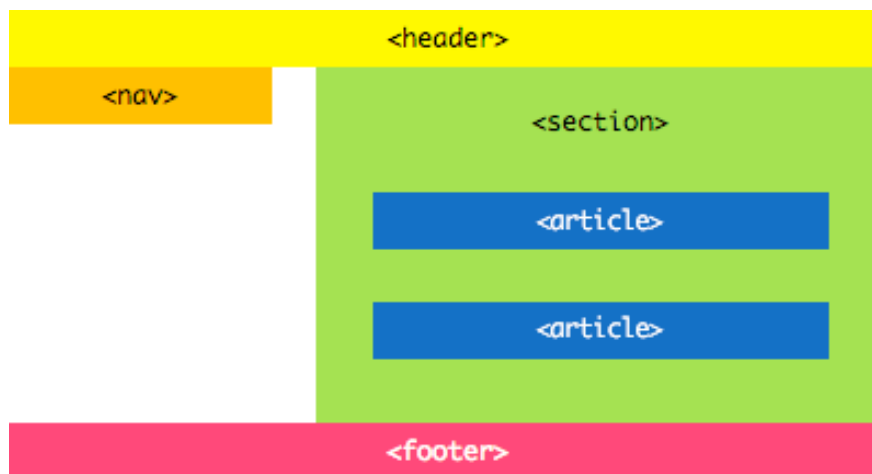 <header>
<nav>
<section>
<article>
<article>
<footer>